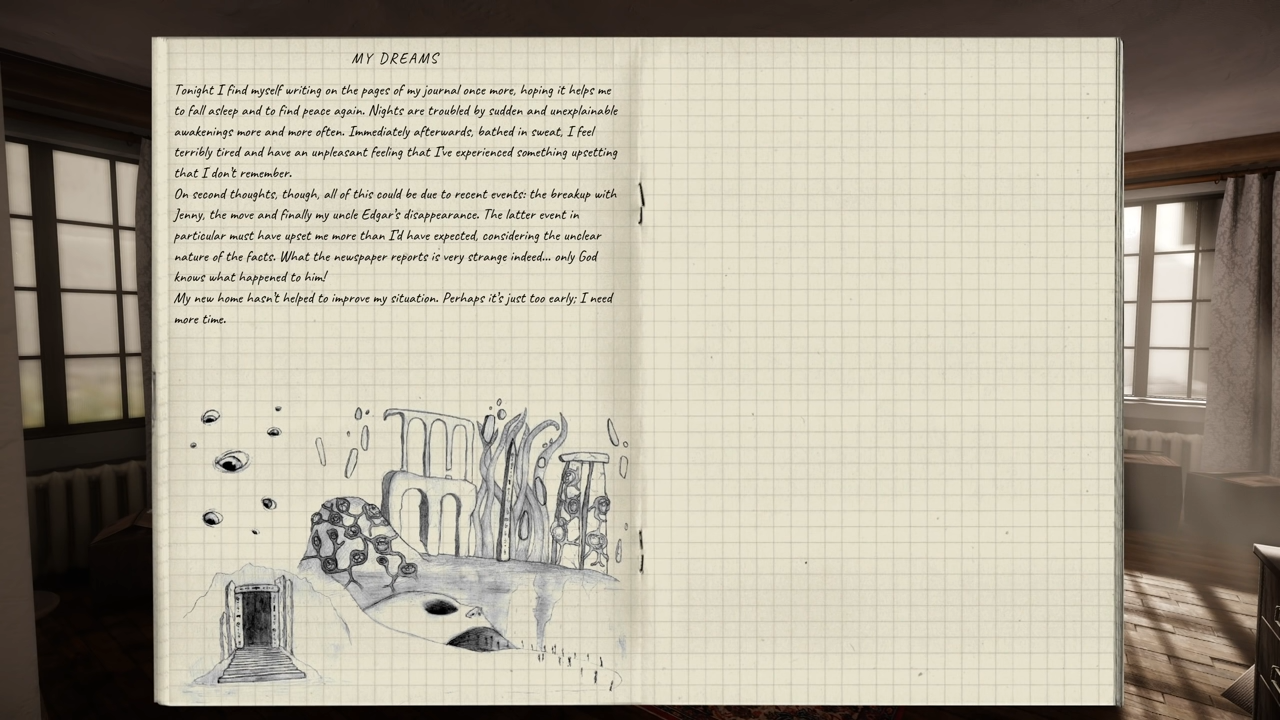 MY DREAMS
Tonight I find myself writing on the pages of my journal once more, hoping it helps me
to fall asleep and to find peace again. Nights are troubled by sudden and unexplainable
awakenings more and more often. Immediately afterwards, bathed in sweat, I feel
terribly tired and have an unpleasant feeling that I've experienced something upsetting
that I don't remember.
On second thoughts, though, all of this could be due to recent events: the breakup with
Jenny, the move and finally my uncle Edgar's disappearance. The latter event in
particular must have upset me more than I'd have expected, considering the unclear
nature of the facts. What the newspaper reports is very strange indeed... only God
knows what happened to him!
My new home hasn't helped to improve my situation. Perhaps it's just too early; I need
more time.